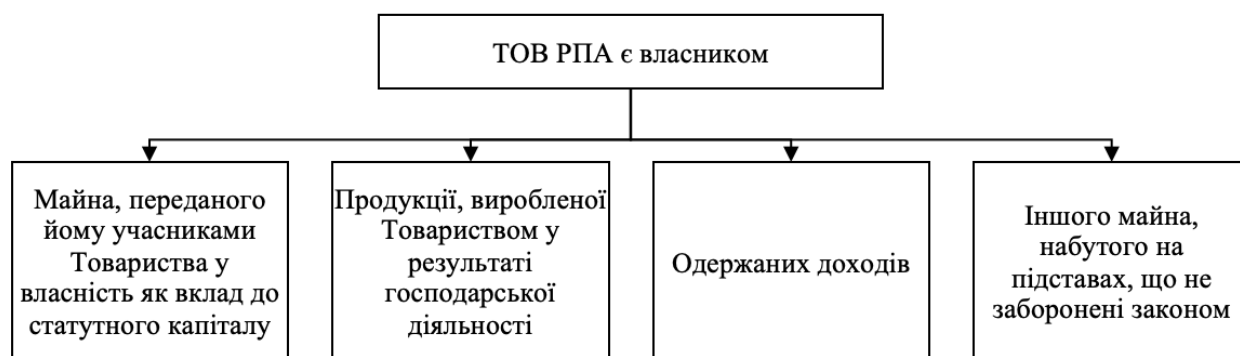 ТОВ РПА є власником
Майна, переданого
йому учасниками
Товариства у
власність як вклад до
статутного капіталу
Продукції, виробленої
Товариством у
результаті
господарської
діяльності
Одержаних доходів
Іншого майна,
набутого на
підставах, що не
заборонені законом